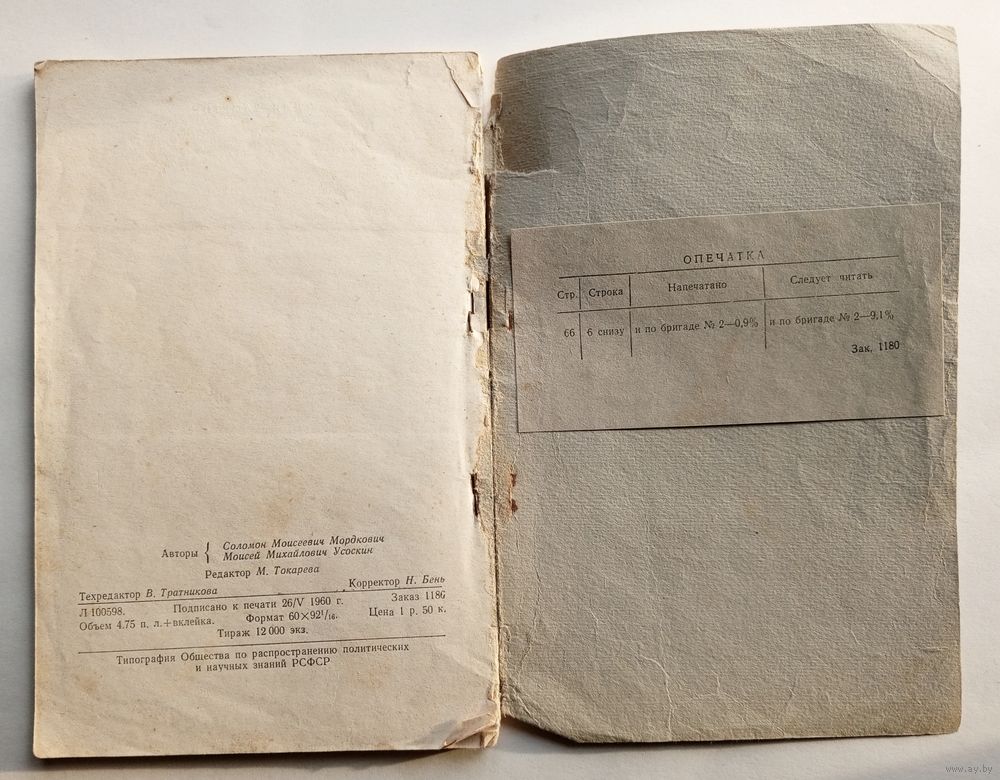 Авторы { Соломон Моисеевич Мордкович
Моисей Михайлович Усоскин
Редактор М. Токарева
Техредактор В. Тратникова Корректор Н. Бень
Л-100598. Подписано к печати 26/V 1960 г. Заказ 1186
Объем 4.75 п. л.+вклейка. Формат 60×92¹/₁₆. Цена 1 р. 50 к.
Тираж 12 000 экз.
Типография Общества по распространению политических
и научных знаний РСФСР
ОПЕЧАТКА
Стр. Строка Напечатано Следует читать
66 6 снизу и по бригаде № 2—0,9% и по бригаде № 2—9,1%
Зак. 1180
www.ay.by